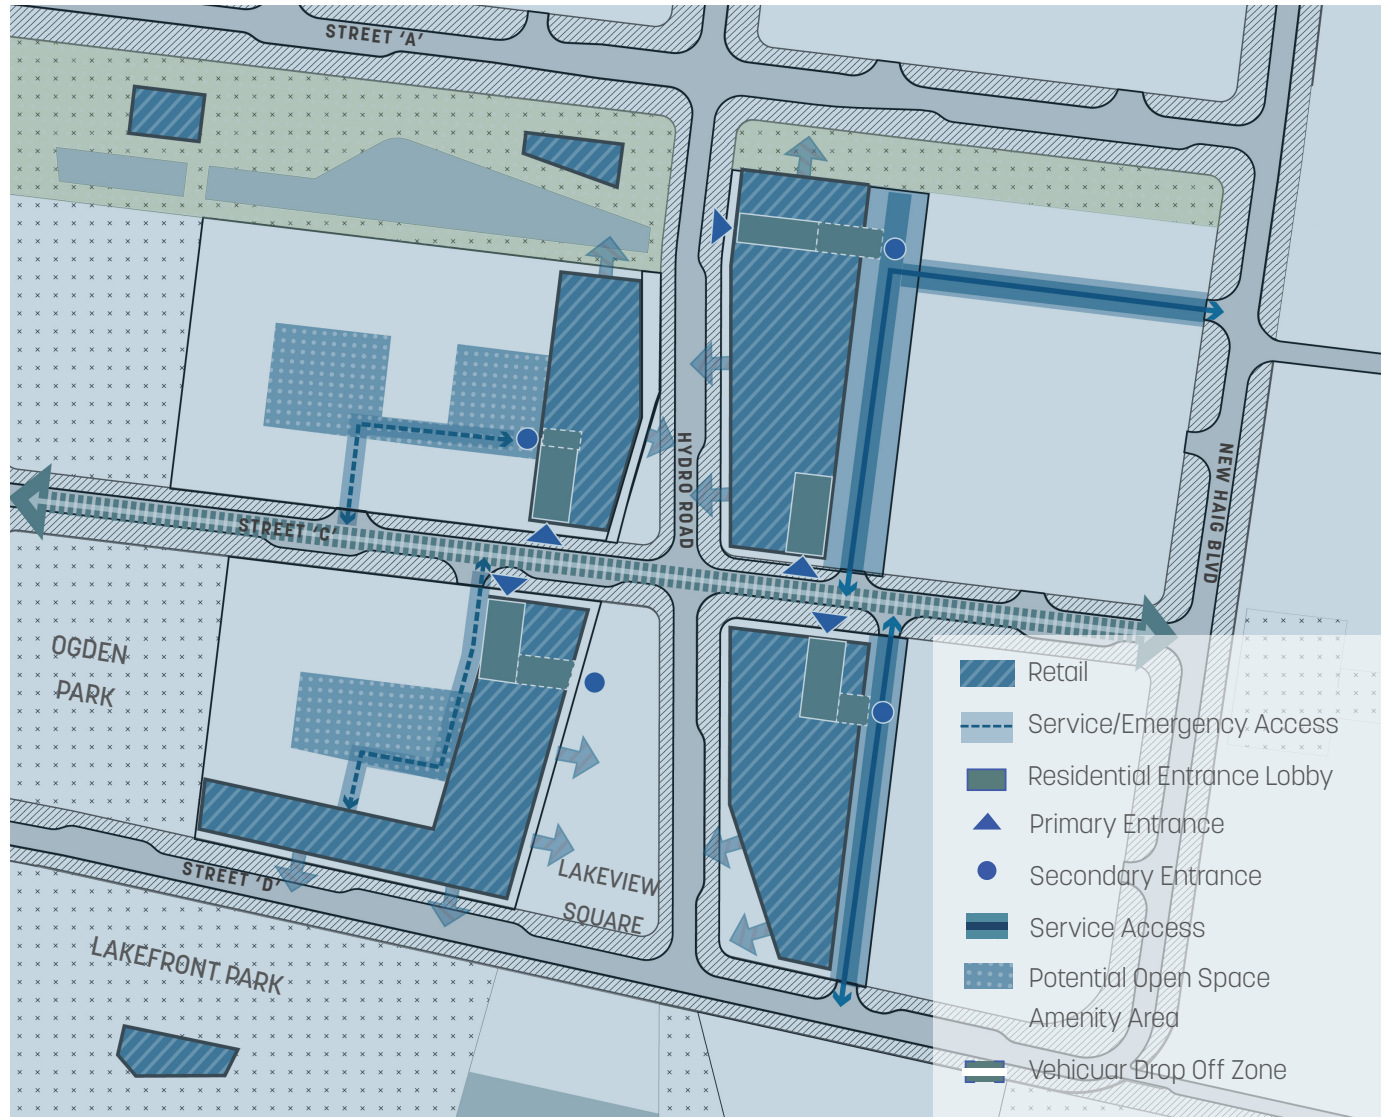 STREET ‘A’
HYDRO ROAD
NEW HAIG BLVD
STREET ‘C’
OGDEN
PARK
LAKEVIEW
SQUARE
STREET ‘D’
LAKEFRONT PARK
Retail
Service/Emergency Access
Residential Entrance Lobby
Primary Entrance
Secondary Entrance
Service Access
Potential Open Space
Amenity Area
Vehicuar Drop Off Zone